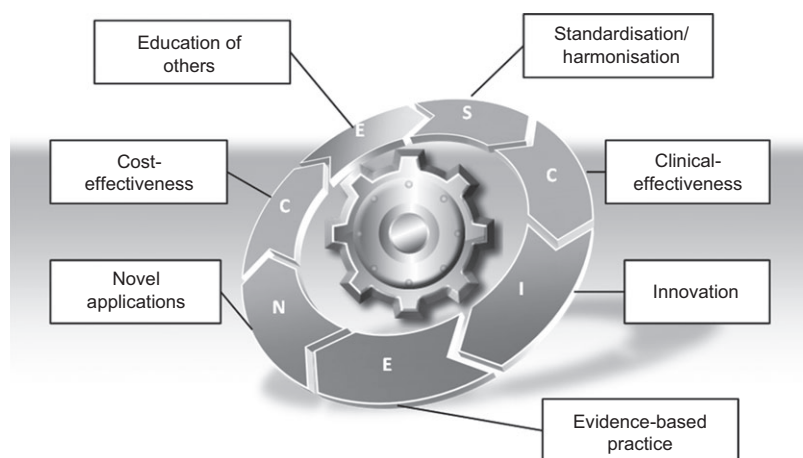 Education of
others
Standardisation/
harmonisation
E
S
Cost-
effectiveness
C
Clinical-
effectiveness
C
Novel
applications
N
I
Innovation
E
Evidence-based
practice